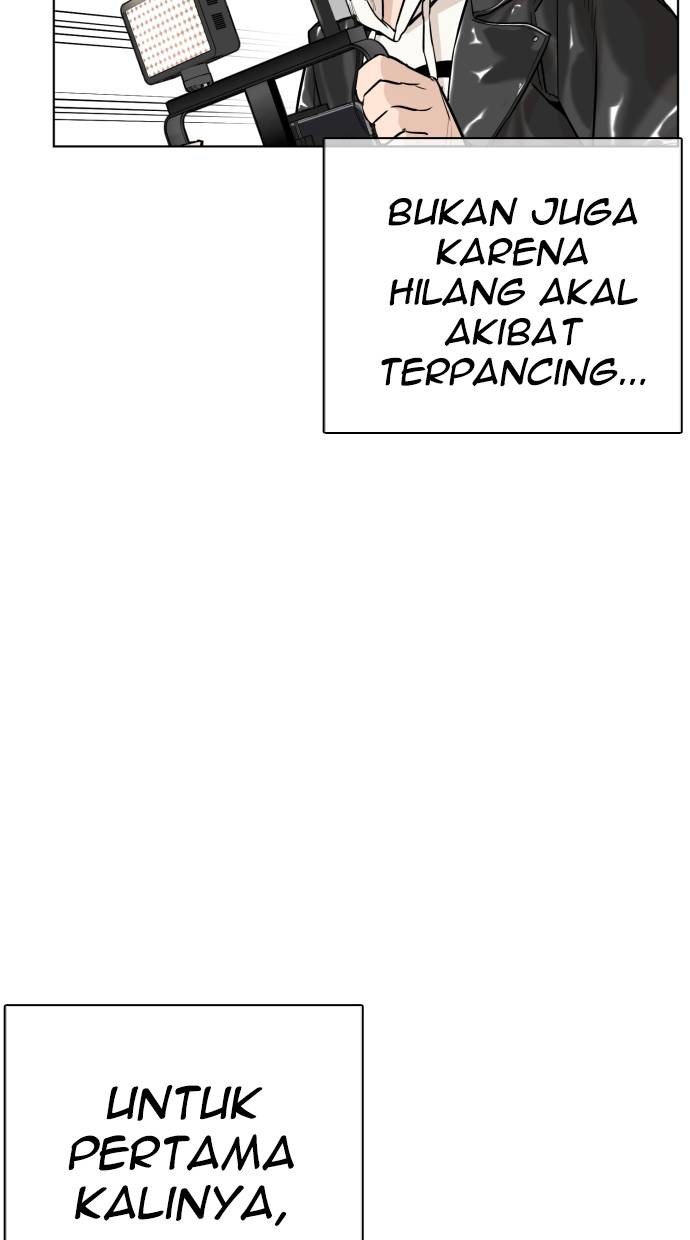 BUKAN JUGA
KARENA
HILANG AKAL
AKIBAT
TERPANCING...
UNTUK
PERTAMA
KALINYA,